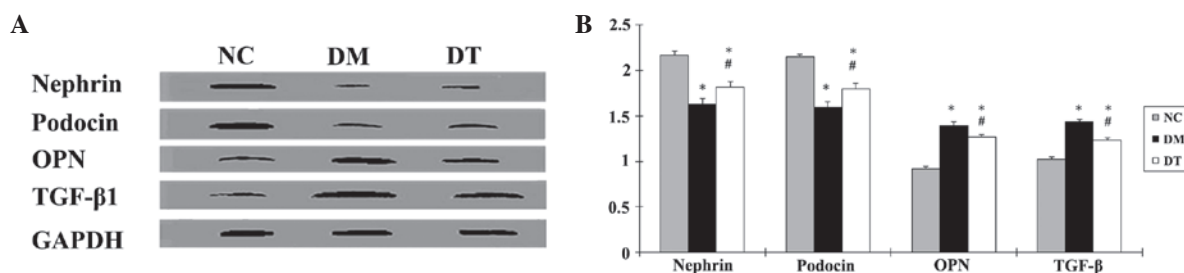 A
NC DM DT
Nephrin
Podocin
OPN
TGF-β1
GAPDH
B
2.5
2
1.5
1
0.5
0
* # *
* # *
* * #
* * #
Nephrin Podocin OPN TGF-β
NC
DM
DT